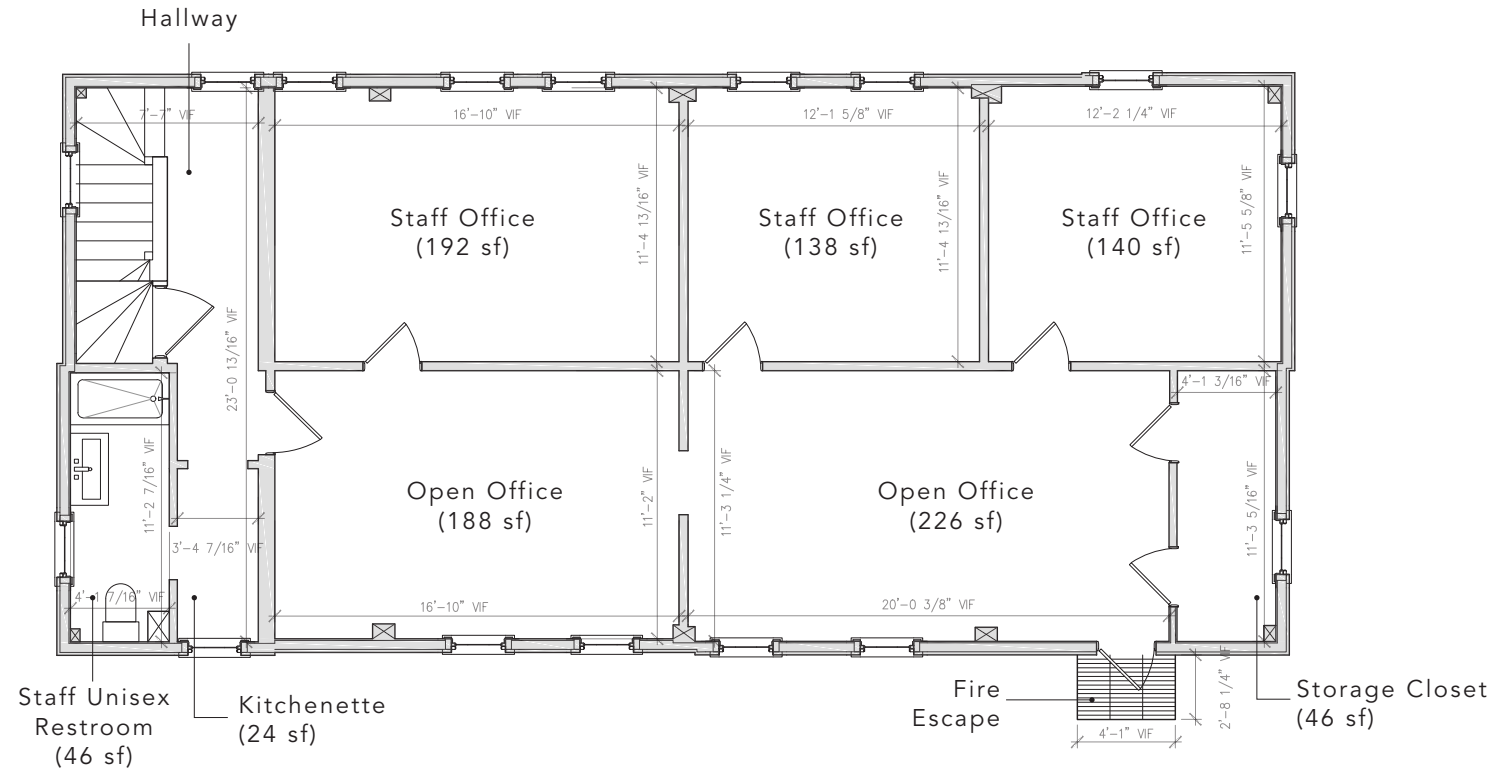 Hallway
7'-7" VIF
16'-10" VIF
12'-1 5/8" VIF
12'-2 1/4" VIF
Staff Office
(192 sf)
11'-4 13/16" VIF
Staff Office
(138 sf)
11'-4 13/16" VIF
Staff Office
(140 sf)
11'-5 5/8" VIF
23'-0 13/16" VIF
4'-1 3/16" VIF
11'-2 7/16" VIF
Open Office
(188 sf)
11'-2" VIF
11'-3 1/4" VIF
Open Office
(226 sf)
11'-3 5/16" VIF
3'-4 7/16" VIF
4'-1 7/16" VIF
16'-10" VIF
20'-0 3/8" VIF
Staff Unisex
Restroom
(46 sf)
Kitchenette
(24 sf)
Fire
Escape
4'-1" VIF
2'-8 1/4" VIF
Storage Closet
(46 sf)